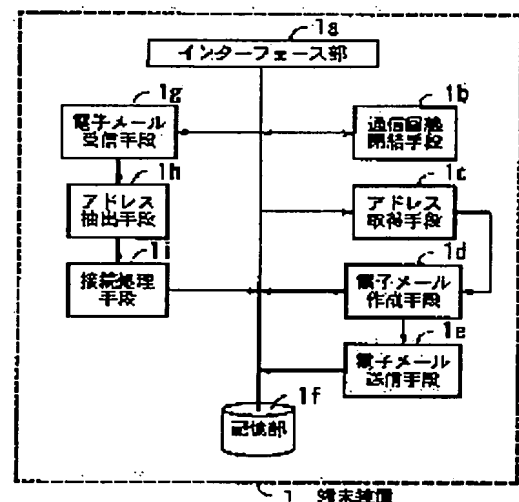 1a
インターフェース部
1g
電子メール
受信手段
1b
通信回線
閉結手段
1h
アドレス
抽出手段
1c
アドレス
取得手段
1i
接続処理
手段
1d
電子メール
作成手段
1e
電子メール
送信手段
1f
記憶部
1 端末装置